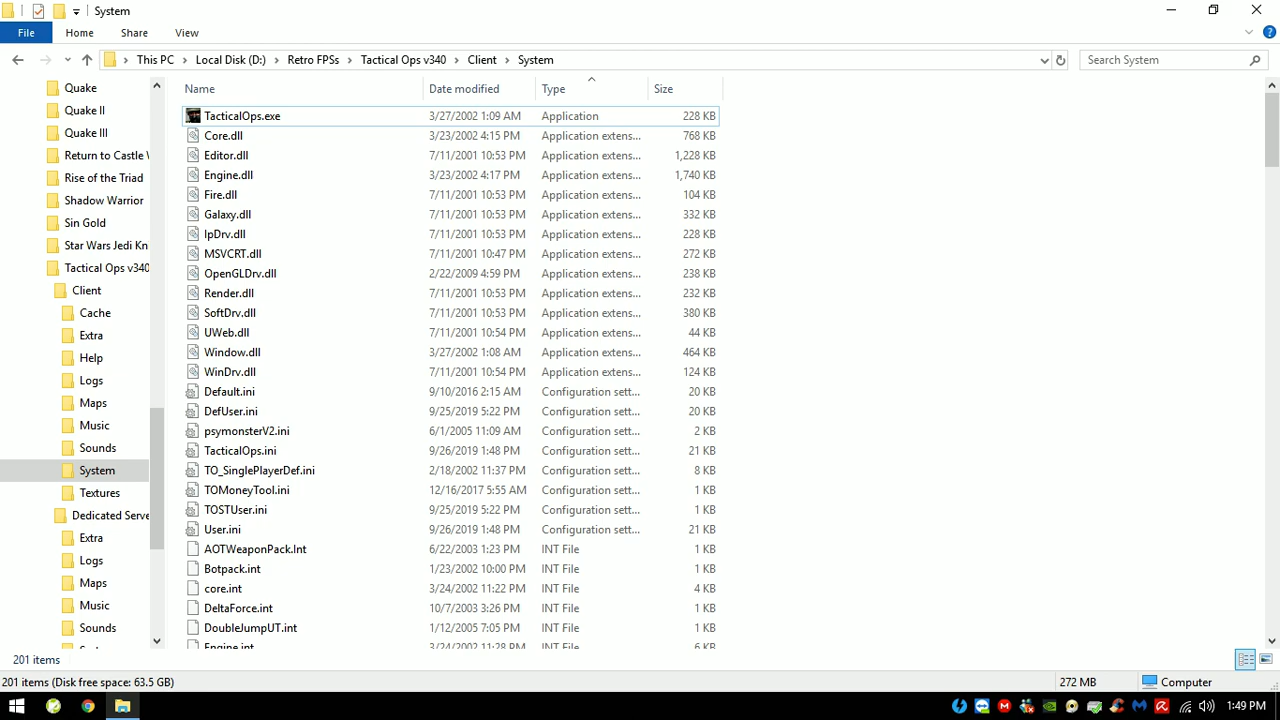 System
File
Home
Share
View
This PC
Local Disk (D:)
Retro FPSs
Tactical Ops v340
Client
System
Search System
Quake
Quake II
Quake III
Return to Castle
Rise of the Triad
Shadow Warrior
Sin Gold
Star Wars Jedi Kn
Tactical Ops v340
Client
Cache
Extra
Help
Logs
Maps
Music
Sounds
System
Textures
Dedicated Serve
Extra
Logs
Maps
Music
Sounds
Name Date modified Type Size
TacticalOps.exe 3/27/2002 1:09 AM Application 228 KB
Core.dll 3/23/2002 4:15 PM Application extens... 768 KB
Editor.dll 7/11/2001 10:53 PM Application extens... 1,228 KB
Engine.dll 3/23/2002 4:17 PM Application extens... 1,740 KB
Fire.dll 7/11/2001 10:53 PM Application extens... 104 KB
Galaxy.dll 7/11/2001 10:53 PM Application extens... 332 KB
IpDrv.dll 7/11/2001 10:53 PM Application extens... 228 KB
MSVCRT.dll 7/11/2001 10:47 PM Application extens... 272 KB
OpenGLDrv.dll 2/22/2009 4:59 PM Application extens... 238 KB
Render.dll 7/11/2001 10:53 PM Application extens... 232 KB
SoftDrv.dll 7/11/2001 10:53 PM Application extens... 380 KB
UWeb.dll 7/11/2001 10:54 PM Application extens... 44 KB
Window.dll 3/27/2002 1:08 AM Application extens... 464 KB
WinDrv.dll 7/11/2001 10:54 PM Application extens... 124 KB
Default.ini 9/10/2016 2:15 AM Configuration sett... 20 KB
DefUser.ini 9/25/2019 5:22 PM Configuration sett... 20 KB
psymonsterV2.ini 6/1/2005 11:09 AM Configuration sett... 2 KB
TacticalOps.ini 9/26/2019 1:48 PM Configuration sett... 21 KB
TO_SinglePlayerDef.ini 2/18/2002 11:37 PM Configuration sett... 8 KB
TOMoneyTool.ini 12/16/2017 5:55 AM Configuration sett... 1 KB
TOSTUser.ini 9/25/2019 5:22 PM Configuration sett... 1 KB
User.ini 9/26/2019 1:48 PM Configuration sett... 21 KB
AOTWeaponPack.Int 6/22/2003 1:23 PM INT File 1 KB
Botpack.int 1/23/2002 10:00 PM INT File 1 KB
core.int 3/24/2002 11:22 PM INT File 4 KB
DeltaForce.int 10/7/2003 3:26 PM INT File 1 KB
DoubleJumpUT.int 1/12/2005 7:05 PM INT File 1 KB
Engine.int 3/24/2002 11:28 PM INT File 6 KB
201 items
201 items (Disk free space: 63.5 GB)
272 MB
Computer
1:49 PM